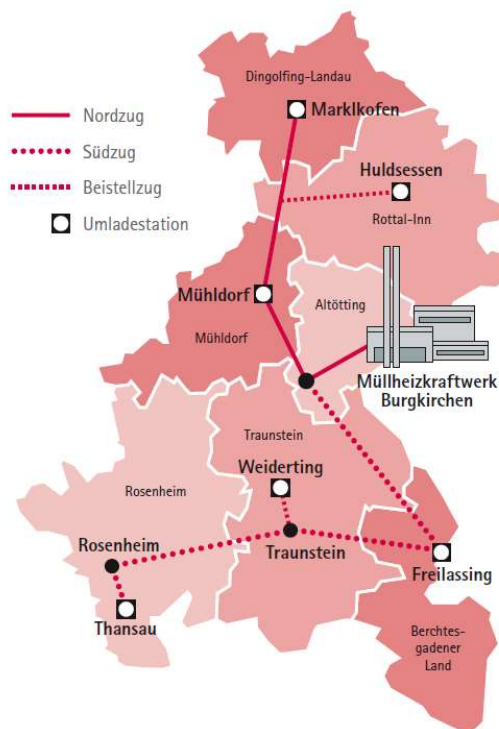 Dingolfing-Landau
Marklkofen
Nordzug
Südzug
Beistellzug
Umladestation
Huldsessen
Rottal-Inn
Mühldorf
Mühldorf
Altötting
Müllheizkraftwerk
Burgkirchen
Traunstein
Weiderting
Rosenheim
Rosenheim
Traunstein
Freilassing
Thansau
Berchtes-
gadener
Land